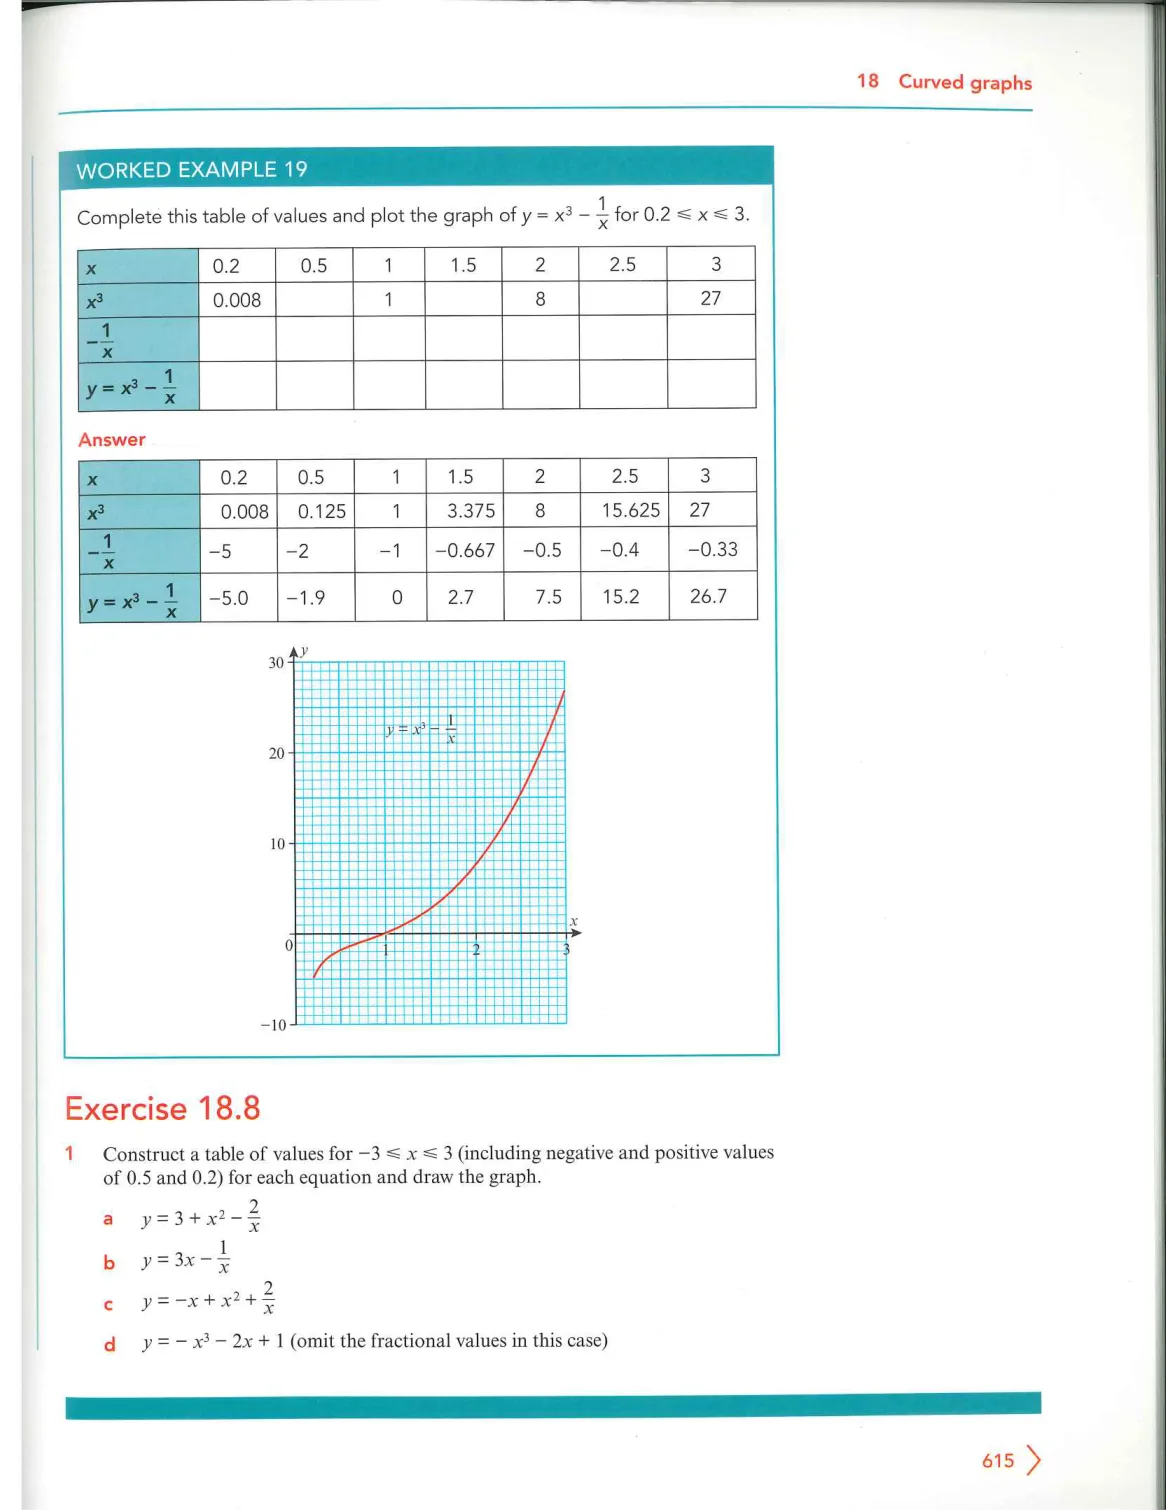 18 Curved graphs
WORKED EXAMPLE 19
Complete this table of values and plot the graph of y = x³ − 1/x for 0.2 ⩽ x ⩽ 3.
x 0.2 0.5 1 1.5 2 2.5 3
x³ 0.008 1 8 27
−1/x
y = x³ − 1/x
Answer
x 0.2 0.5 1 1.5 2 2.5 3
x³ 0.008 0.125 1 3.375 8 15.625 27
−1/x −5 −2 −1 −0.667 −0.5 −0.4 −0.33
y = x³ − 1/x −5.0 −1.9 0 2.7 7.5 15.2 26.7
y
30
y = x³ − 1/x
20
10
x
0 1 2 3
−10
Exercise 18.8
1 Construct a table of values for −3 ⩽ x ⩽ 3 (including negative and positive values
of 0.5 and 0.2) for each equation and draw the graph.
a y = 3 + x² − 2/x
b y = 3x − 1/x
c y = −x + x² + 2/x
d y = − x³ − 2x + 1 (omit the fractional values in this case)
615 〉